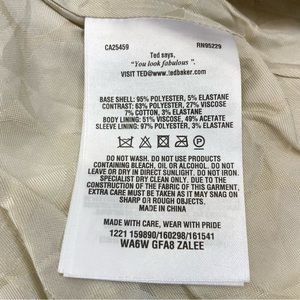 CA25459 RN95229
Ted says,
"You look fabulous".
VISIT TED@www.tedbaker.com
BASE SHELL: 95% POLYESTER, 5% ELASTANE
CONTRAST: 63% POLYESTER, 27% VISCOSE
7% COTTON, 3% ELASTANE
BODY LINING: 51% VISCOSE, 49% ACETATE
SLEEVE LINING: 97% POLYESTER, 3% ELASTANE
DO NOT WASH. DO NOT USE PRODUCTS
CONTAINING BLEACH, OIL OR ALCOHOL. DO NOT
LEAVE OR DRY IN DIRECT SUNLIGHT. DO NOT IRON.
SPECIALIST DRY CLEAN ONLY. DUE TO THE
CONSTRUCTION OF THE FABRIC OF THIS GARMENT,
EXTRA CARE MUST BE TAKEN AS IT MAY SNAG ON
SHARP OR ROUGH OBJECTS.
MADE IN CHINA
MADE WITH CARE, WEAR WITH PRIDE
1221 159890/160298/161541
WA6W GFA8 ZALEE